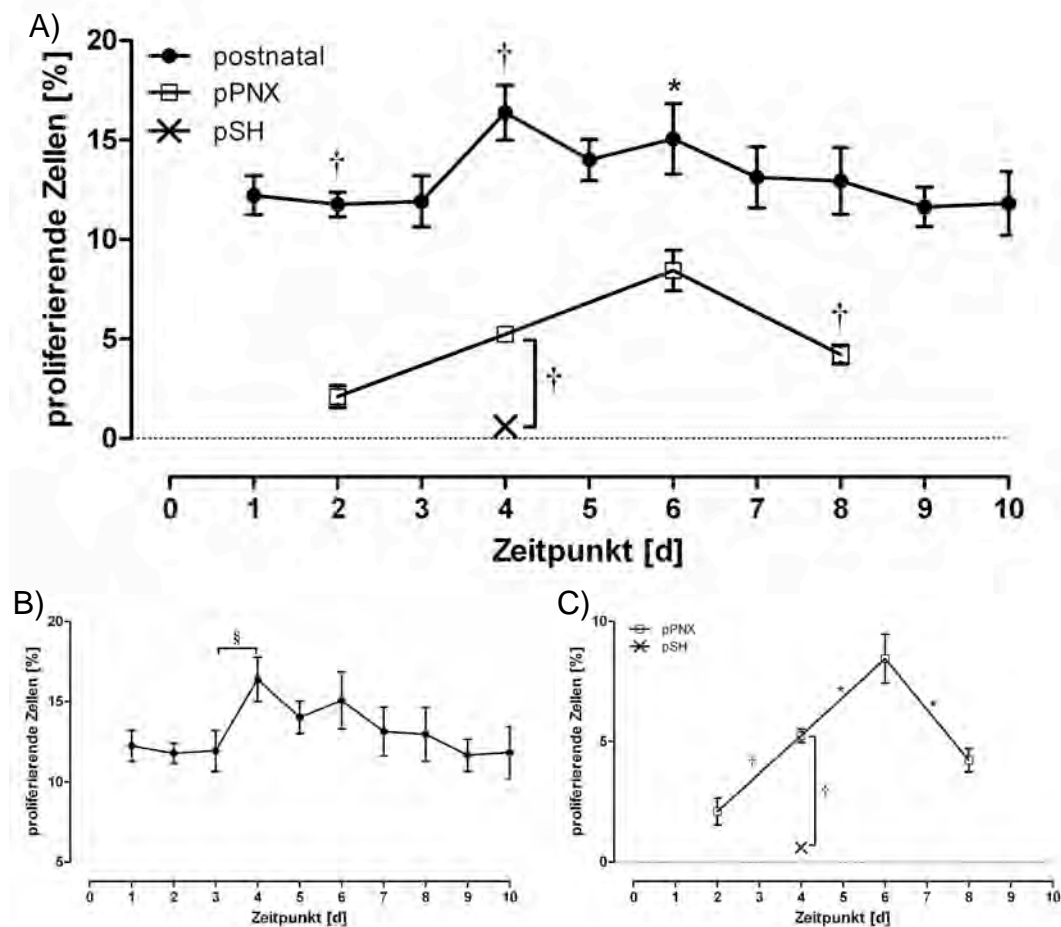 A)
proliferierende Zellen [%]
20
15
10
5
0
postnatal
pPNX
pSH
†
†
*
†
†
0 1 2 3 4 5 6 7 8 9 10
Zeitpunkt [d]
B)
proliferierende Zellen [%]
20
15
10
5
§
0 1 2 3 4 5 6 7 8 9 10
Zeitpunkt [d]
C)
proliferierende Zellen [%]
10
5
0
pPNX
pSH
*
*
‡
†
0 1 2 3 4 5 6 7 8 9 10
Zeitpunkt [d]